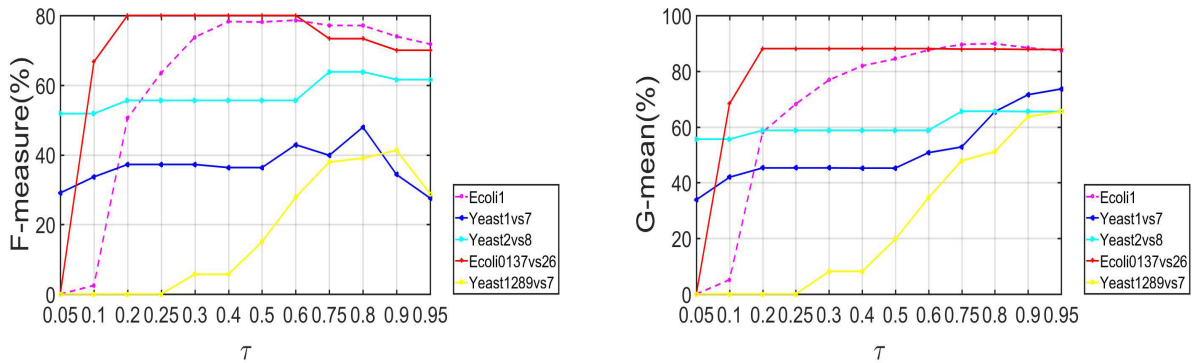 F-measure(%)
80
60
40
20
0
0.05 0.1 0.2 0.25 0.3 0.4 0.5 0.6 0.75 0.8 0.9 0.95
τ
Ecoli1
Yeast1vs7
Yeast2vs8
Ecoli0137vs26
Yeast1289vs7
G-mean(%)
100
80
60
40
20
0
0.05 0.1 0.2 0.25 0.3 0.4 0.5 0.6 0.75 0.8 0.9 0.95
τ
Ecoli1
Yeast1vs7
Yeast2vs8
Ecoli0137vs26
Yeast1289vs7